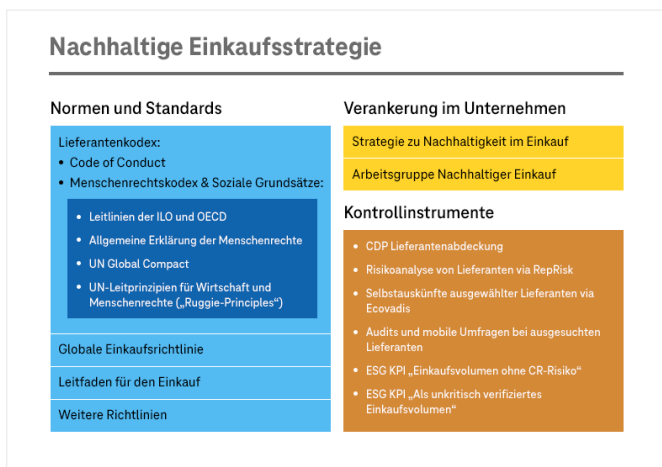 Nachhaltige Einkaufsstrategie
Normen und Standards
Lieferantenkodex:
• Code of Conduct
• Menschenrechtskodex & Soziale Grundsätze:
• Leitlinien der ILO und OECD
• Allgemeine Erklärung der Menschenrechte
• UN Global Compact
• UN-Leitprinzipien für Wirtschaft und
Menschenrechte („Ruggie-Principles“)
Globale Einkaufsrichtlinie
Leitfaden für den Einkauf
Weitere Richtlinien
Verankerung im Unternehmen
Strategie zu Nachhaltigkeit im Einkauf
Arbeitsgruppe Nachhaltiger Einkauf
Kontrollinstrumente
• CDP Lieferantenabdeckung
• Risikoanalyse von Lieferanten via RepRisk
• Selbstauskünfte ausgewählter Lieferanten via
Ecovadis
• Audits und mobile Umfragen bei ausgesuchten
Lieferanten
• ESG KPI „Einkaufsvolumen ohne CR-Risiko“
• ESG KPI „Als unkritisch verifiziertes
Einkaufsvolumen“